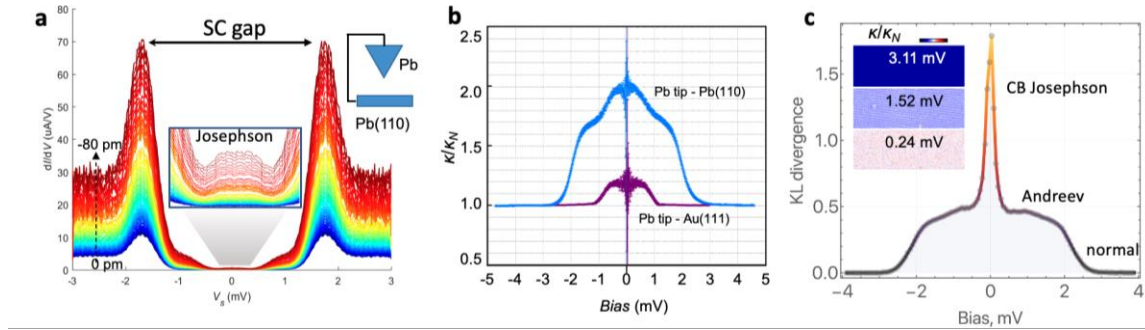 a
SC gap
Pb
Pb(110)
Josephson
-80 pm
0 pm
dI/dV (uA/V)
80
70
60
50
40
30
20
10
0
-3 -2 -1 0 1 2 3
Vs (mV)
b
κ/κN
2.5
2.0
1.5
1.0
0.5
Pb tip - Pb(110)
Pb tip - Au(111)
-5 -4 -3 -2 -1 0 1 2 3 4 5
Bias (mV)
c
κ/κN
3.11 mV
1.52 mV
0.24 mV
CB Josephson
Andreev
normal
KL divergence
1.5
1.0
0.5
0.0
-4 -2 0 2 4
Bias, mV